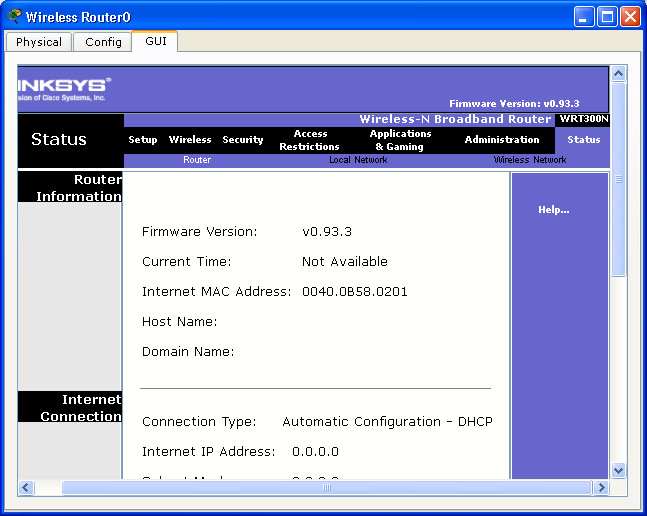 Wireless Router0
Physical Config GUI
INKSYS®
sion of Cisco Systems, Inc.
Firmware Version: v0.93.3
Wireless-N Broadband Router WRT300N
Status
Setup Wireless Security Access Restrictions Applications & Gaming Administration Status
Router Local Network Wireless Network
Router Information
Help...
Firmware Version: v0.93.3
Current Time: Not Available
Internet MAC Address: 0040.0B58.0201
Host Name:
Domain Name:
Internet Connection
Connection Type: Automatic Configuration - DHCP
Internet IP Address: 0.0.0.0